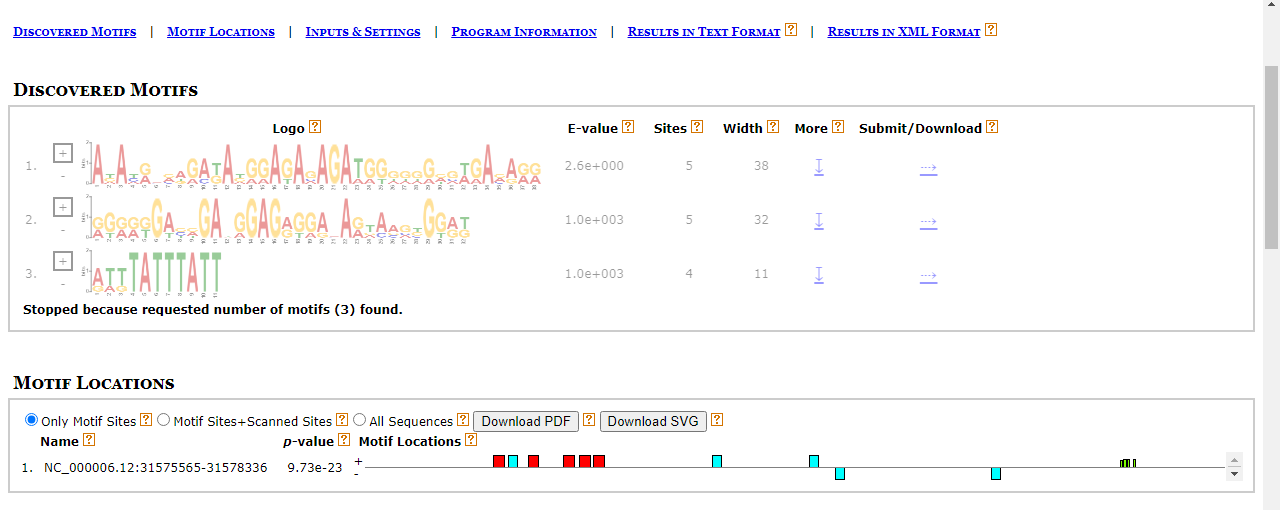 Discovered Motifs | Motif Locations | Inputs & Settings | Program Information | Results in Text Format ? | Results in XML Format ?
Discovered Motifs
Logo ? E-value ? Sites ? Width ? More ? Submit/Download ?
1. + - 2.6e+000 5 38
2. + - 1.0e+003 5 32
3. + - TATTTATT 1.0e+003 4 11
Stopped because requested number of motifs (3) found.
Motif Locations
Only Motif Sites ? Motif Sites+Scanned Sites ? All Sequences ? Download PDF ? Download SVG ?
Name ? p-value ? Motif Locations ?
1. NC_000006.12:31575565-31578336 9.73e-23 + -